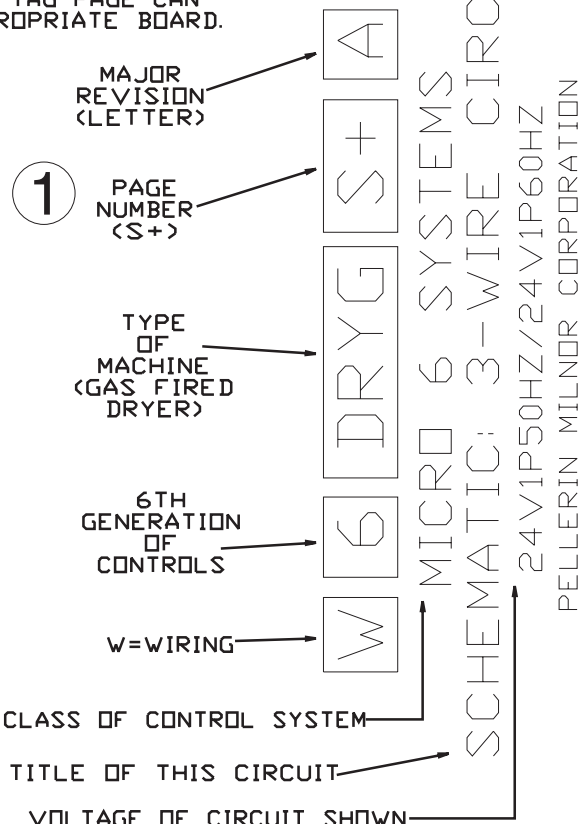 TAG PAGE CAN
ROPRIATE BOARD.
MAJOR
REVISION
(LETTER)
1
PAGE
NUMBER
(S+)
TYPE
OF
MACHINE
(GAS FIRED
DRYER)
6TH
GENERATION
OF
CONTROLS
W=WIRING
CLASS OF CONTROL SYSTEM
TITLE OF THIS CIRCUIT
VOLTAGE OF CIRCUIT SHOWN
W 6 DRYG S+ A
MICRO 6 SYSTEMS
SCHEMATIC: 3-WIRE CIRC
24V1P50HZ/24V1P60HZ
PELLERIN MILNOR CORPORATION